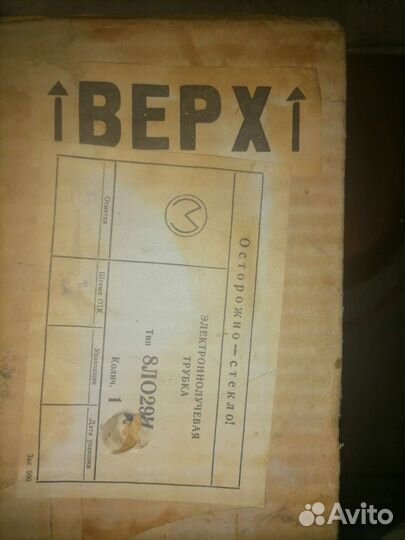 ↑ВЕРХ↑
Осторожно — стекло!
ЭЛЕКТРОННОЛУЧЕВАЯ
ТРУБКА
Тип 8ЛО29И
Колич. 1
Отметки
Штамп ОТК
Упаковщик
Дата упаковки
Зак. 980
Avito